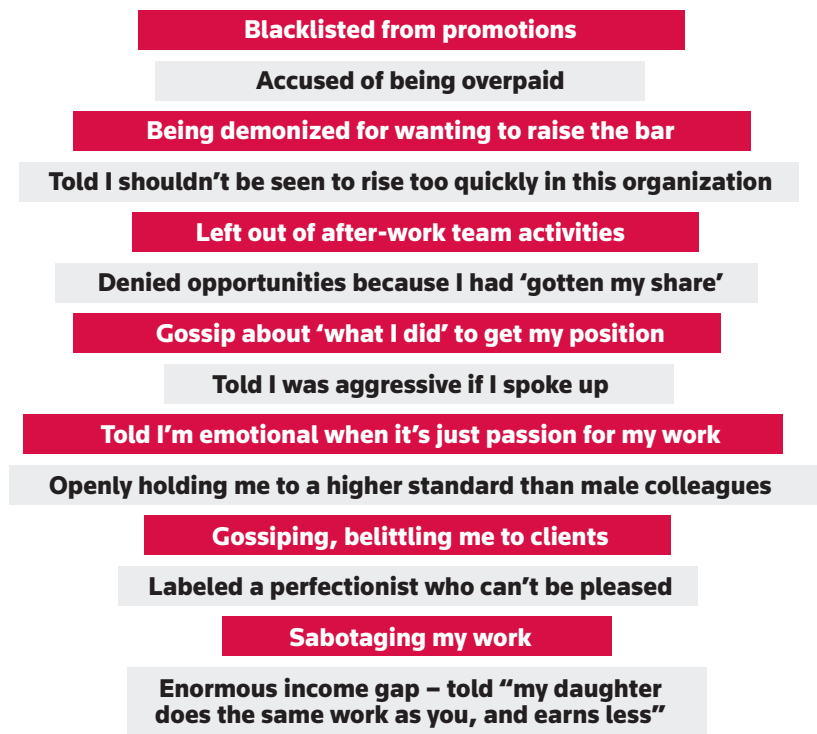 Blacklisted from promotions
Accused of being overpaid
Being demonized for wanting to raise the bar
Told I shouldn’t be seen to rise too quickly in this organization
Left out of after-work team activities
Denied opportunities because I had ‘gotten my share’
Gossip about ‘what I did’ to get my position
Told I was aggressive if I spoke up
Told I’m emotional when it’s just passion for my work
Openly holding me to a higher standard than male colleagues
Gossiping, belittling me to clients
Labeled a perfectionist who can’t be pleased
Sabotaging my work
Enormous income gap – told “my daughter
does the same work as you, and earns less”